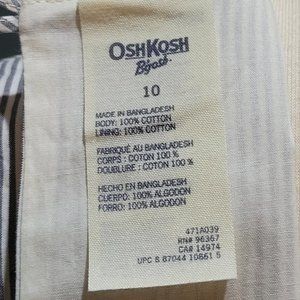 OSHKOSH
B'gosh
10
MADE IN BANGLADESH
BODY: 100% COTTON
LINING: 100% COTTON
FABRIQUÉ AU BANGLADESH
CORPS : COTON 100 %
DOUBLURE : COTON 100 %
HECHO EN BANGLADESH
CUERPO: 100% ALGODON
FORRO: 100% ALGODON
471A039
RN# 96367
CA# 14974
UPC 8 87044 10861 5